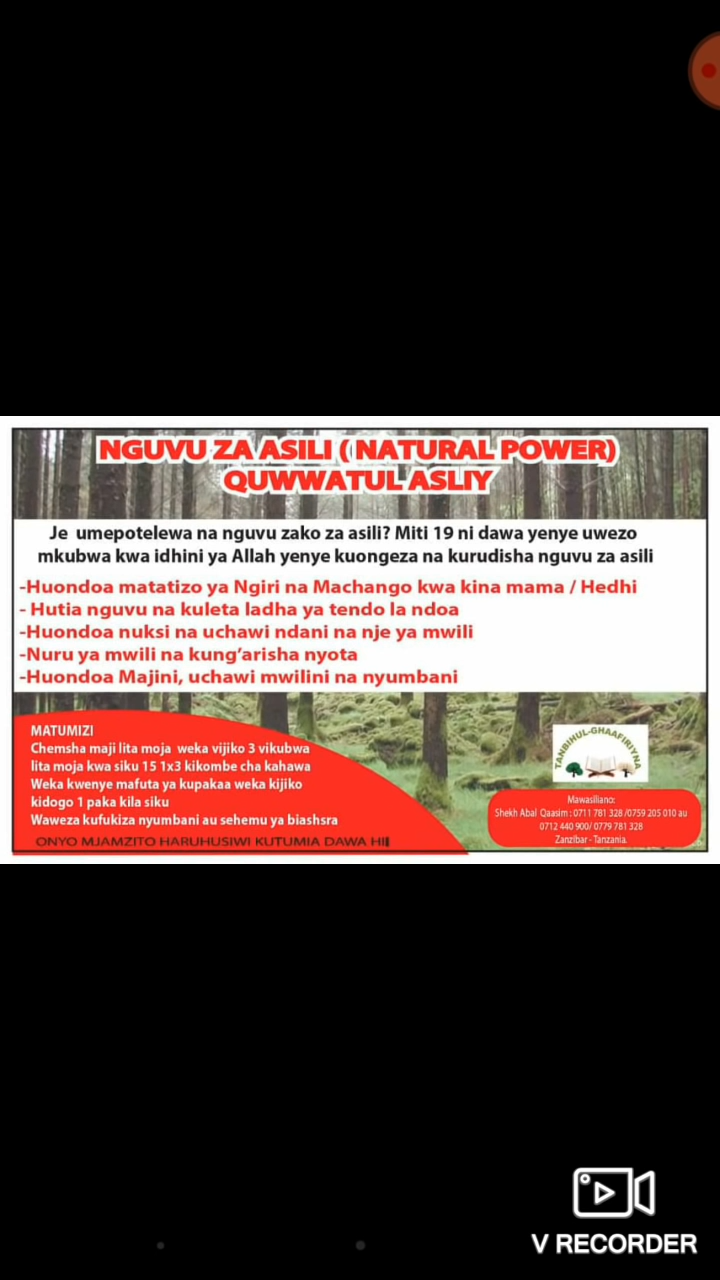 NGUVU ZA ASILI ( NATURAL POWER)
QUWWATUL ASLIY
Je umepotelewa na nguvu zako za asili? Miti 19 ni dawa yenye uwezo
mkubwa kwa idhini ya Allah yenye kuongeza na kurudisha nguvu za asili
-Huondoa matatizo ya Ngiri na Machango kwa kina mama / Hedhi
- Hutia nguvu na kuleta ladha ya tendo la ndoa
-Huondoa nuksi na uchawi ndani na nje ya mwili
-Nuru ya mwili na kung'arisha nyota
-Huondoa Majini, uchawi mwilini na nyumbani
MATUMIZI
Chemsha maji lita moja weka vijiko 3 vikubwa
lita moja kwa siku 15 1x3 kikombe cha kahawa
Weka kwenye mafuta ya kupakaa weka kijiko
kidogo 1 paka kila siku
Waweza kufukiza nyumbani au sehemu ya biashsra
ONYO MJAMZITO HARUHUSIWI KUTUMIA DAWA HII
TANBIHUL-GHAAFIRIYNA
Mawasiliano:
Shekh Abal Qaasim : 0711 781 328 /0759 205 010 au
0712 440 900/ 0779 781 328
Zanzibar - Tanzania.
V RECORDER